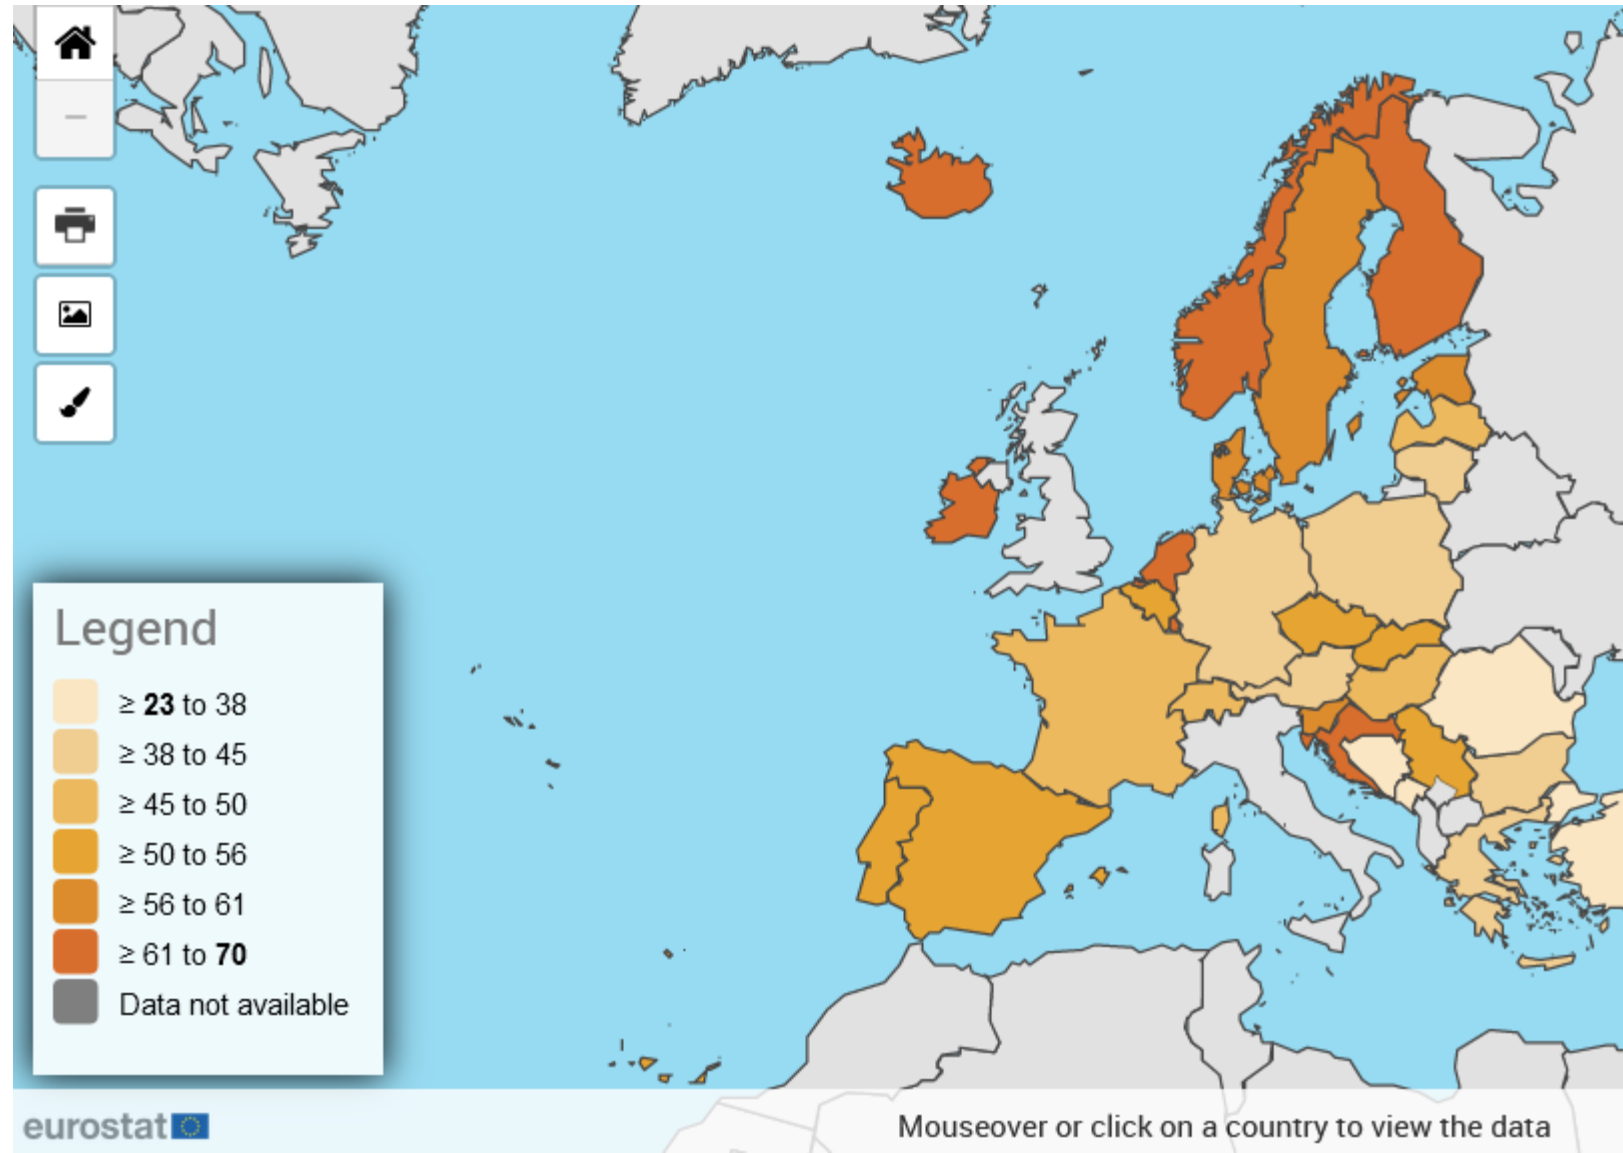 Legend
≥ 23 to 38
≥ 38 to 45
≥ 45 to 50
≥ 50 to 56
≥ 56 to 61
≥ 61 to 70
Data not available
eurostat
Mouseover or click on a country to view the data